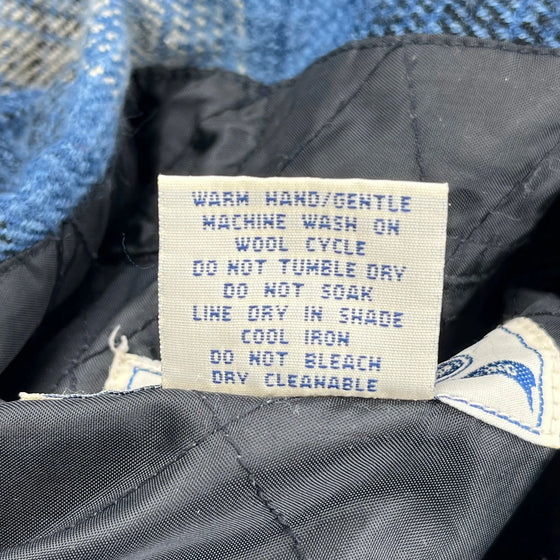 WARM HAND/GENTLE
MACHINE WASH ON
WOOL CYCLE
DO NOT TUMBLE DRY
DO NOT SOAK
LINE DRY IN SHADE
COOL IRON
DO NOT BLEACH
DRY CLEANABLE